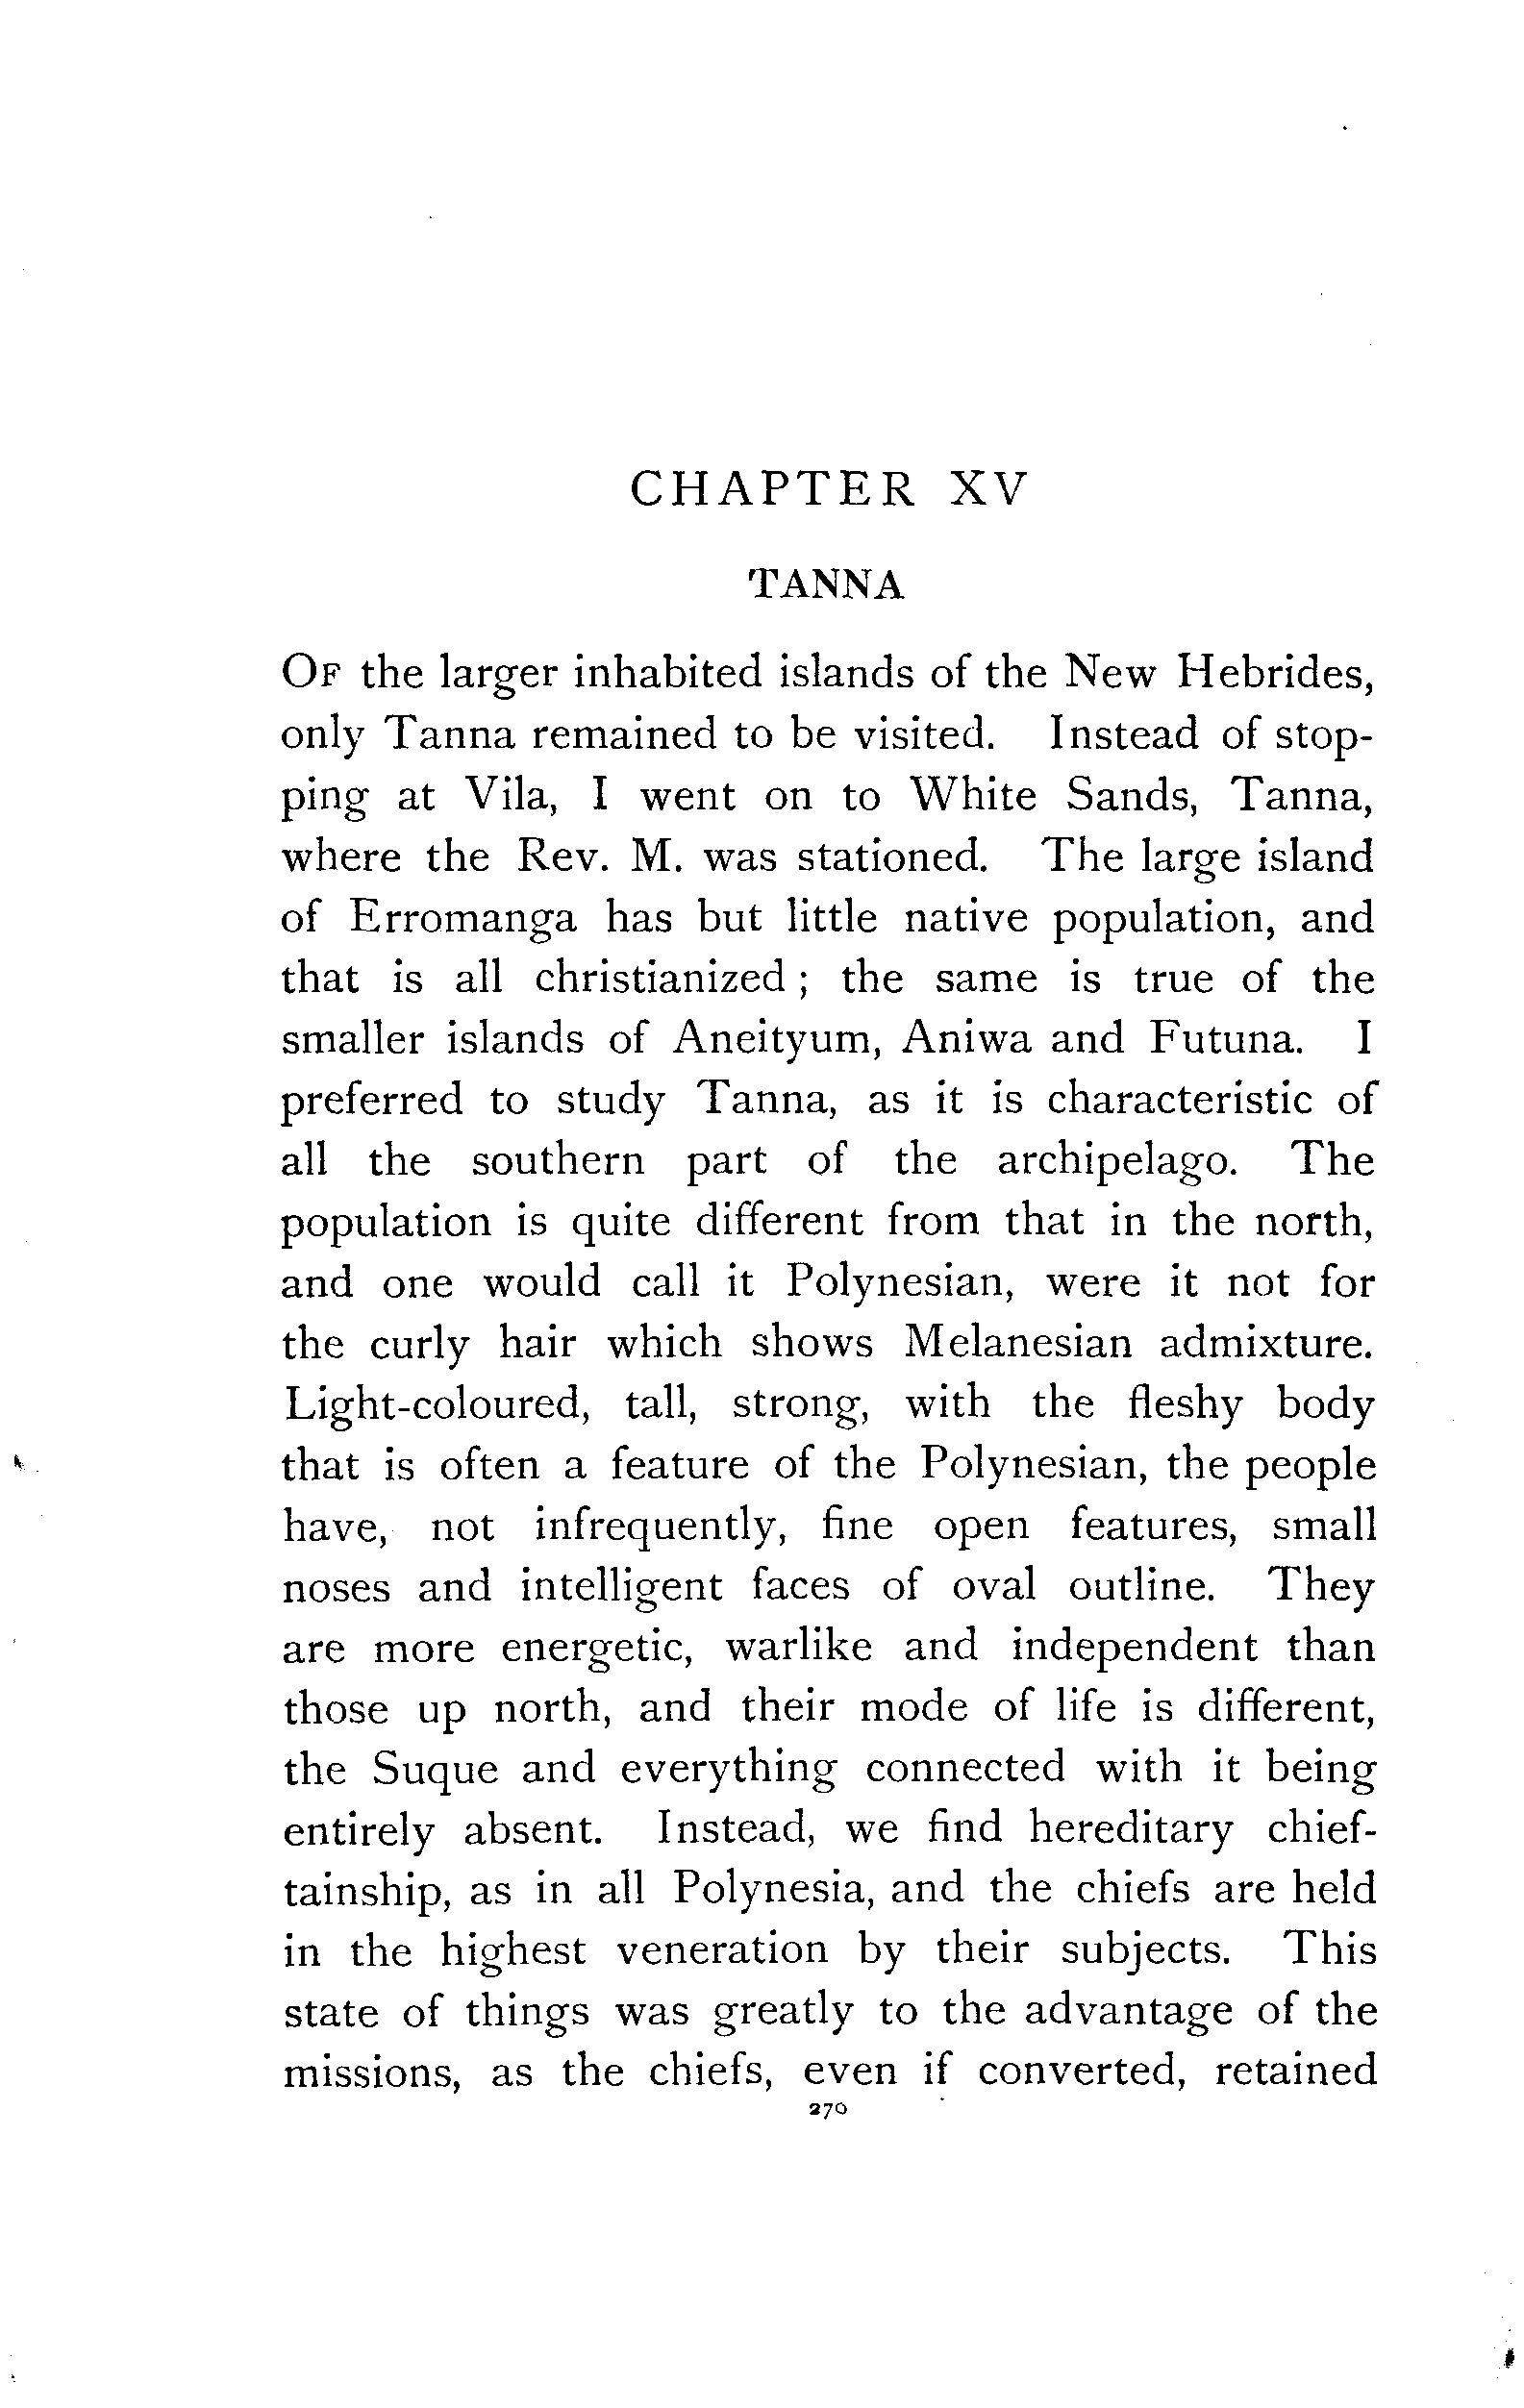 CHAPTER XV
TANNA
OF the larger inhabited islands of the New Hebrides,
only Tanna remained to be visited. Instead of stop-
ping at Vila, I went on to White Sands, Tanna,
where the Rev. M. was stationed. The large island
of Erromanga has but little native population, and
that is all christianized ; the same is true of the
smaller islands of Aneityum, Aniwa and Futuna. I
preferred to study Tanna, as it is characteristic of
all the southern part of the archipelago. The
population is quite different from that in the north,
and one would call it Polynesian, were it not for
the curly hair which shows Melanesian admixture.
Light-coloured, tall, strong, with the fleshy body
that is often a feature of the Polynesian, the people
have, not infrequently, fine open features, small
noses and intelligent faces of oval outline. They
are more energetic, warlike and independent than
those up north, and their mode of life is different,
the Suque and everything connected with it being
entirely absent. Instead, we find hereditary chief-
tainship, as in all Polynesia, and the chiefs are held
in the highest veneration by their subjects. This
state of things was greatly to the advantage of the
missions, as the chiefs, even if converted, retained
270